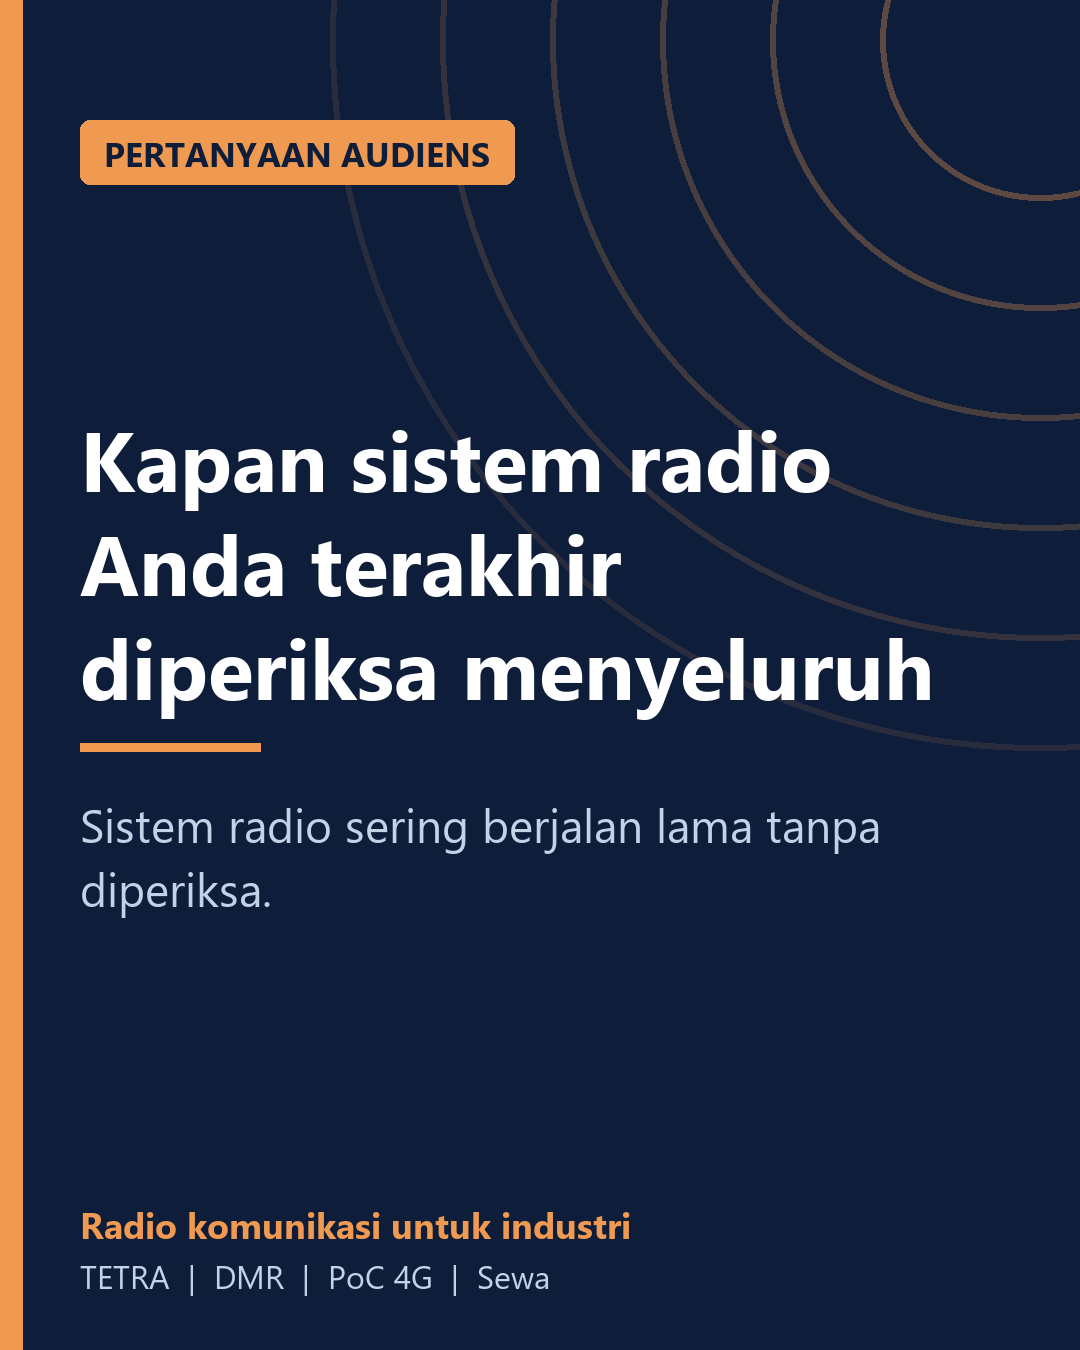 PERTANYAAN AUDIENS
Kapan sistem radio
Anda terakhir
diperiksa menyeluruh
Sistem radio sering berjalan lama tanpa
diperiksa.
Radio komunikasi untuk industri
TETRA | DMR | PoC 4G | Sewa